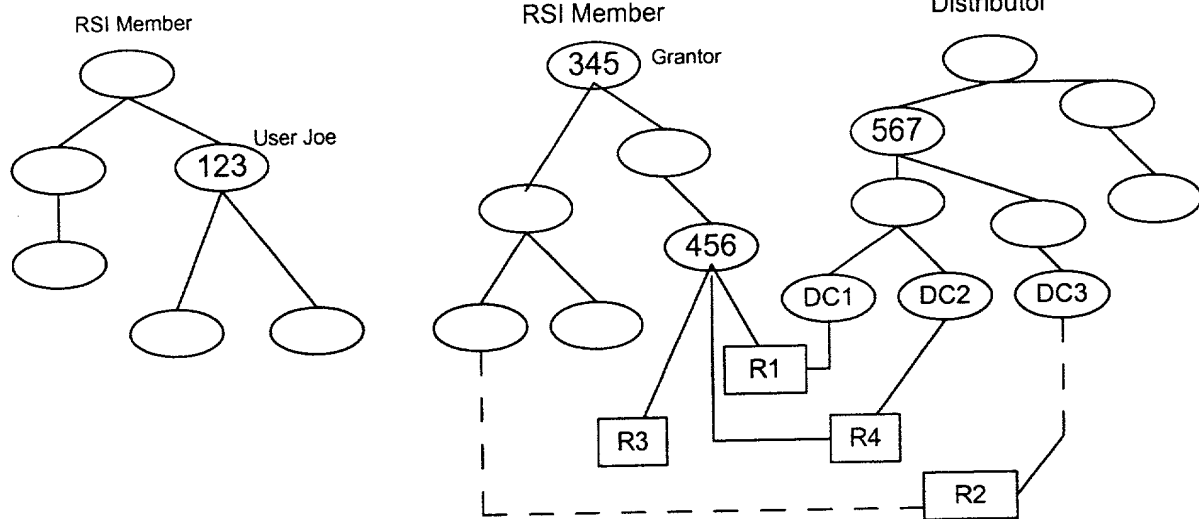 RSI Member
RSI Member
Distributor
345
Grantor
User Joe
123
567
456
DC1
DC2
DC3
R1
R3
R4
R2